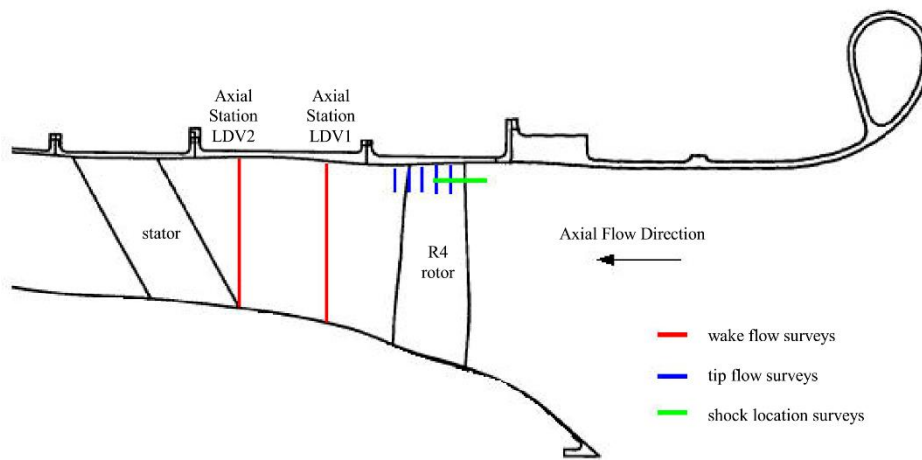 Axial
Station
LDV2
Axial
Station
LDV1
stator
R4
rotor
Axial Flow Direction
wake flow surveys
tip flow surveys
shock location surveys